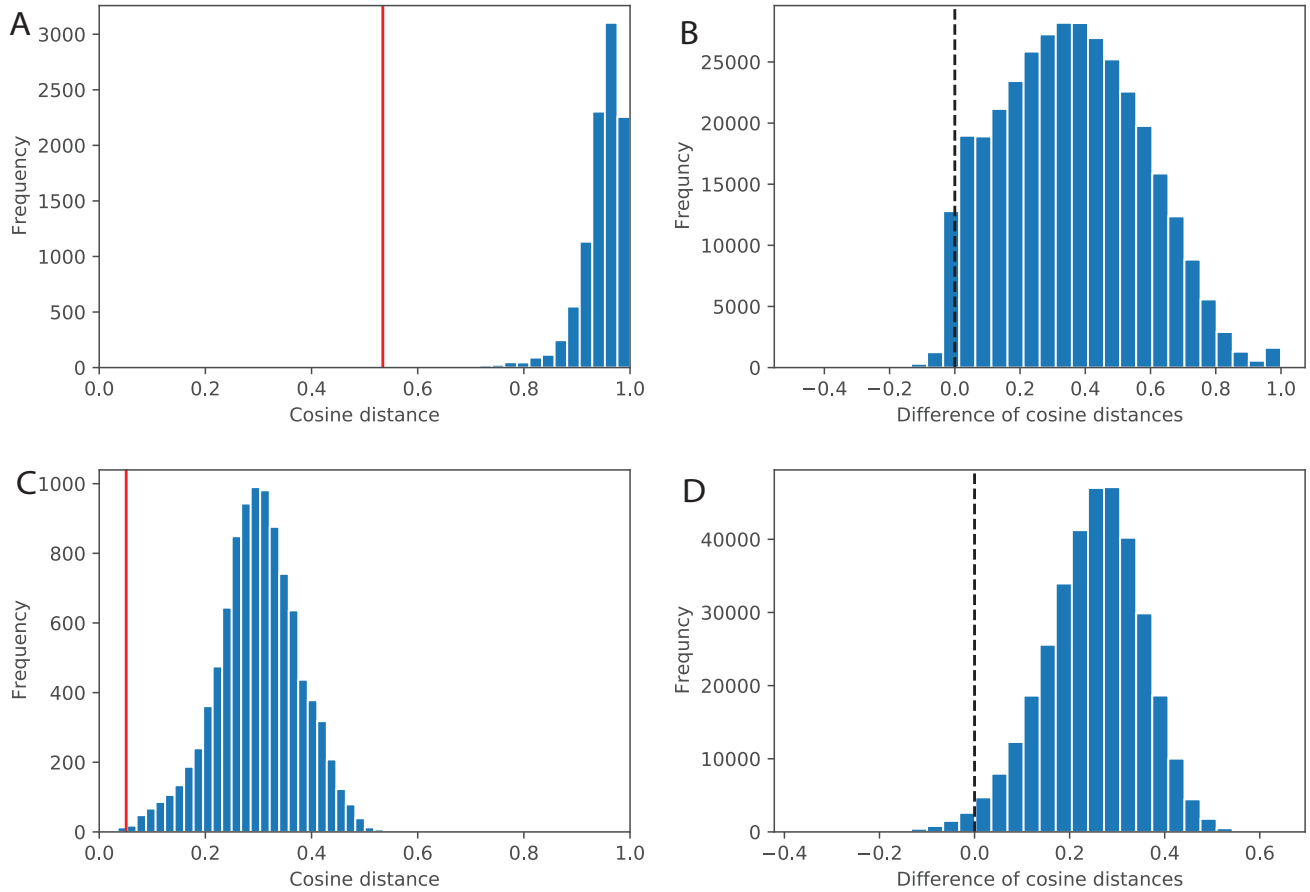 A
3000
2500
2000
1500
1000
500
0
Frequency
0.0 0.2 0.4 0.6 0.8 1.0
Cosine distance
B
25000
20000
15000
10000
5000
0
Frequncy
−0.4 −0.2 0.0 0.2 0.4 0.6 0.8 1.0
Difference of cosine distances
C
1000
800
600
400
200
0
Frequency
0.0 0.2 0.4 0.6 0.8 1.0
Cosine distance
D
40000
30000
20000
10000
0
Frequncy
−0.4 −0.2 0.0 0.2 0.4 0.6
Difference of cosine distances